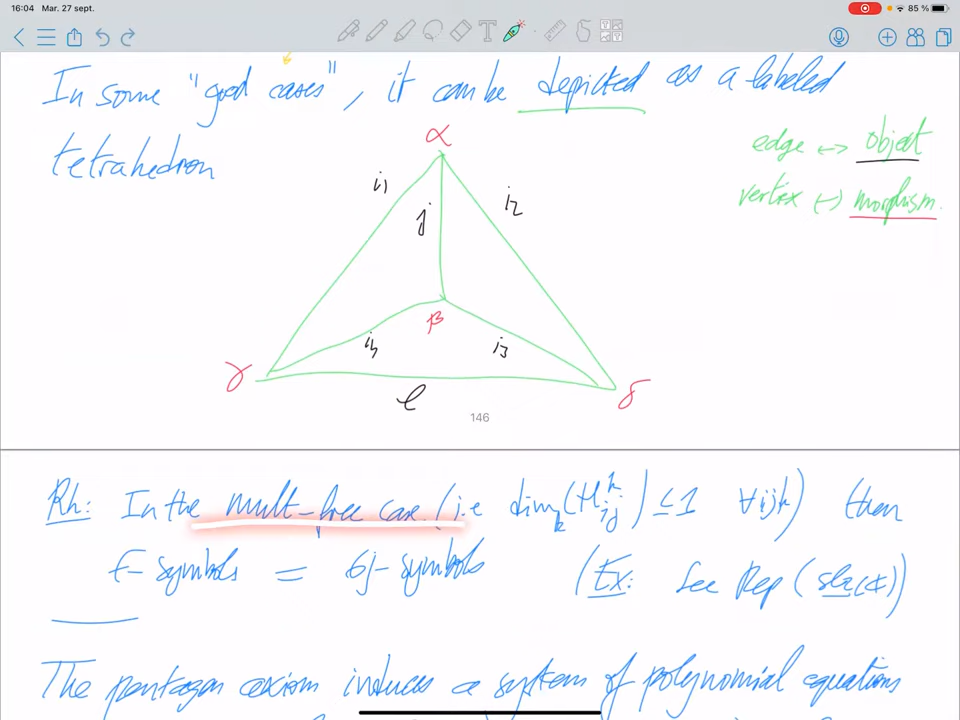 16:04 Mar. 27 sept.
85 %
In some "good cases", it can be depicted as a labeled
tetrahedron
edge ↔ object
vertex ↔ morphism.
α
i1
j
i2
β
i4
i3
γ
l
δ
146
Rk: In the mult-free case (i.e dim_k(H^k_ij) ≤ 1 ∀ijk) then
F-symbols = 6j-symbols (Ex: see Rep(sl2(ℂ)))
The pentagon axiom induces a system of polynomial equations